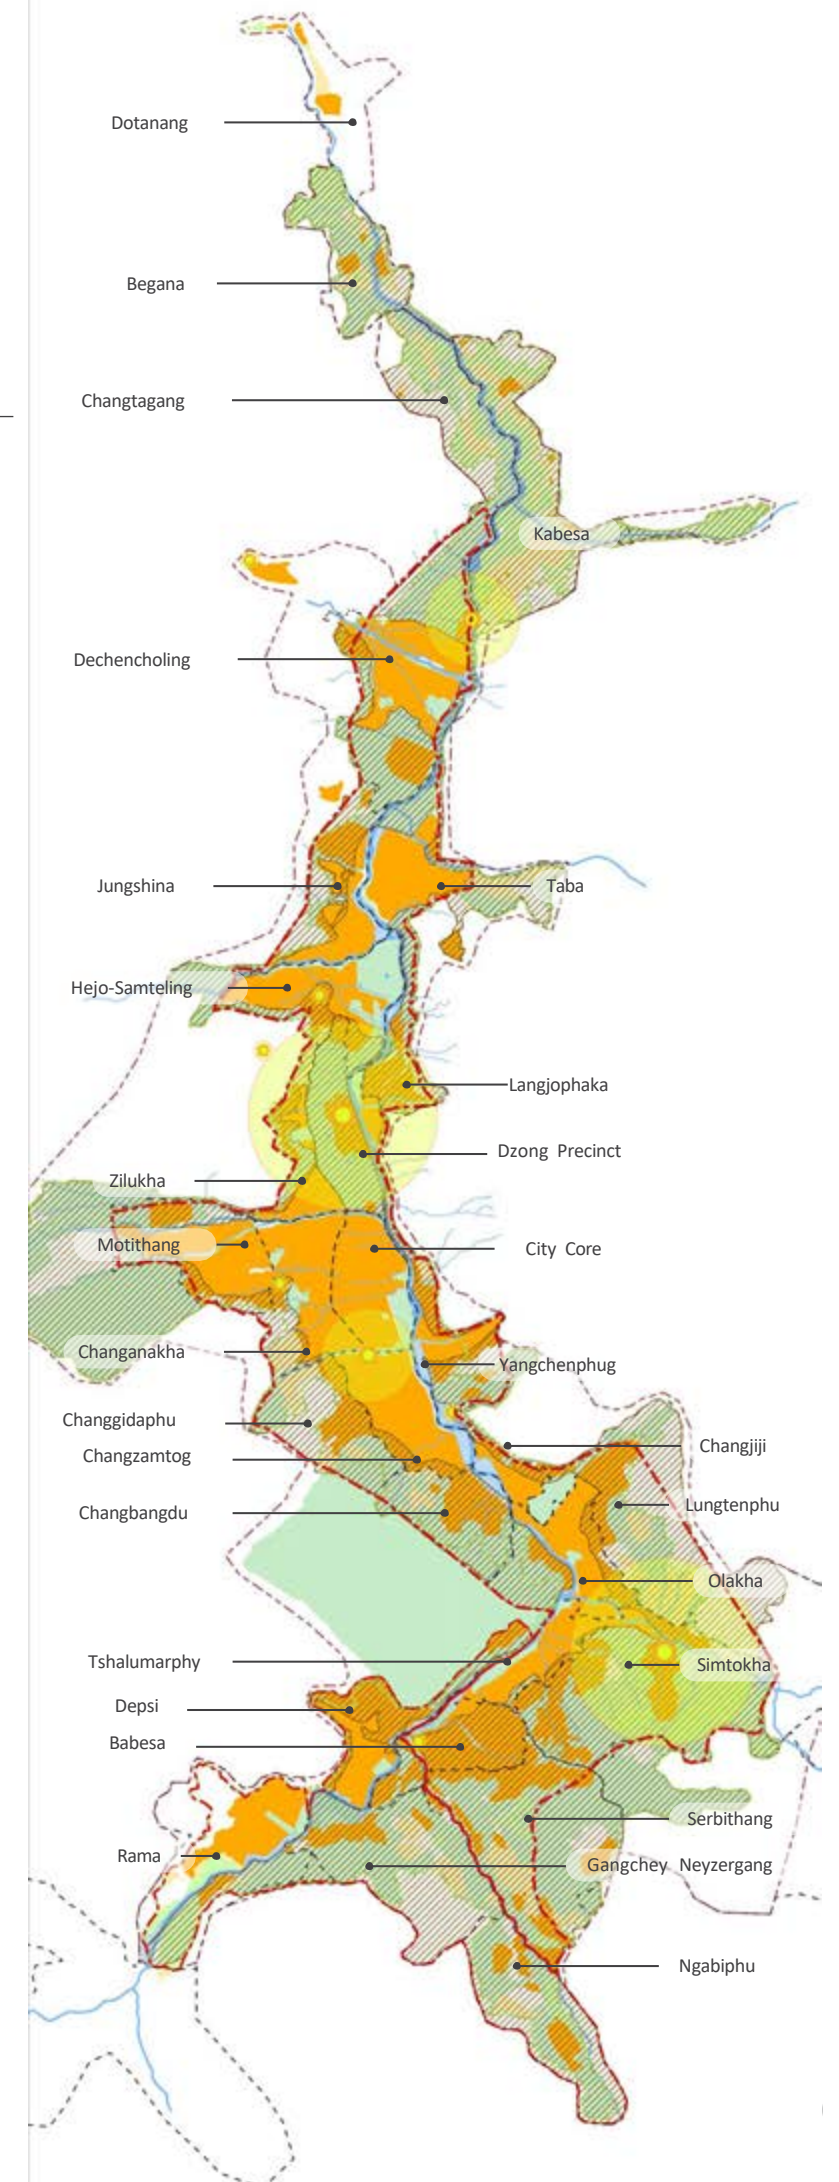 Dotanang
Begana
Changtagang
Kabesa
Dechencholing
Jungshina
Taba
Hejo-Samteling
Langjophaka
Dzong Precinct
Zilukha
Motithang
City Core
Changanakha
Yangchenphug
Changgidaphu
Changjiji
Changzamtog
Lungtenphu
Changbangdu
Olakha
Tshalumarphy
Simtokha
Depsi
Babesa
Serbithang
Rama
Gangchey Neyzergang
Ngabiphu